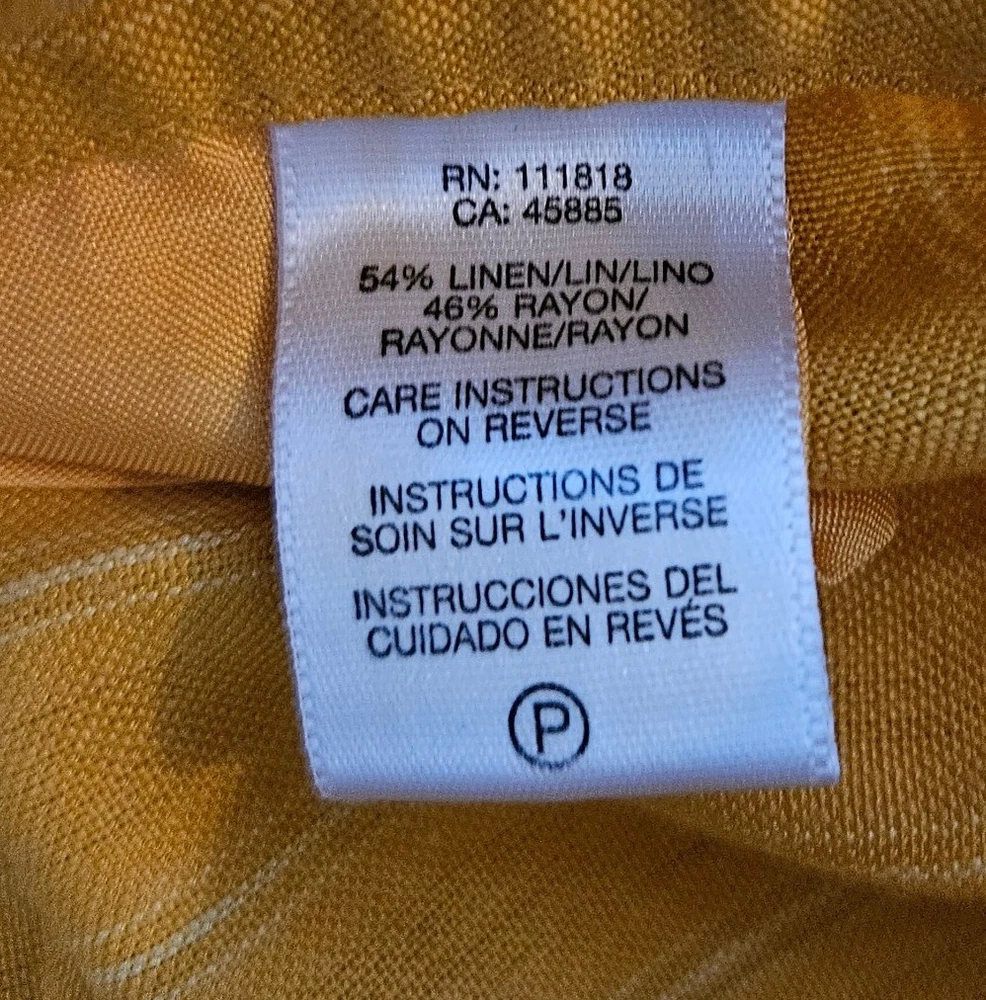 RN: 111818
CA: 45885
54% LINEN/LIN/LINO
46% RAYON/
RAYONNE/RAYON
CARE INSTRUCTIONS
ON REVERSE
INSTRUCTIONS DE
SOIN SUR L'INVERSE
INSTRUCCIONES DEL
CUIDADO EN REVÉS
P